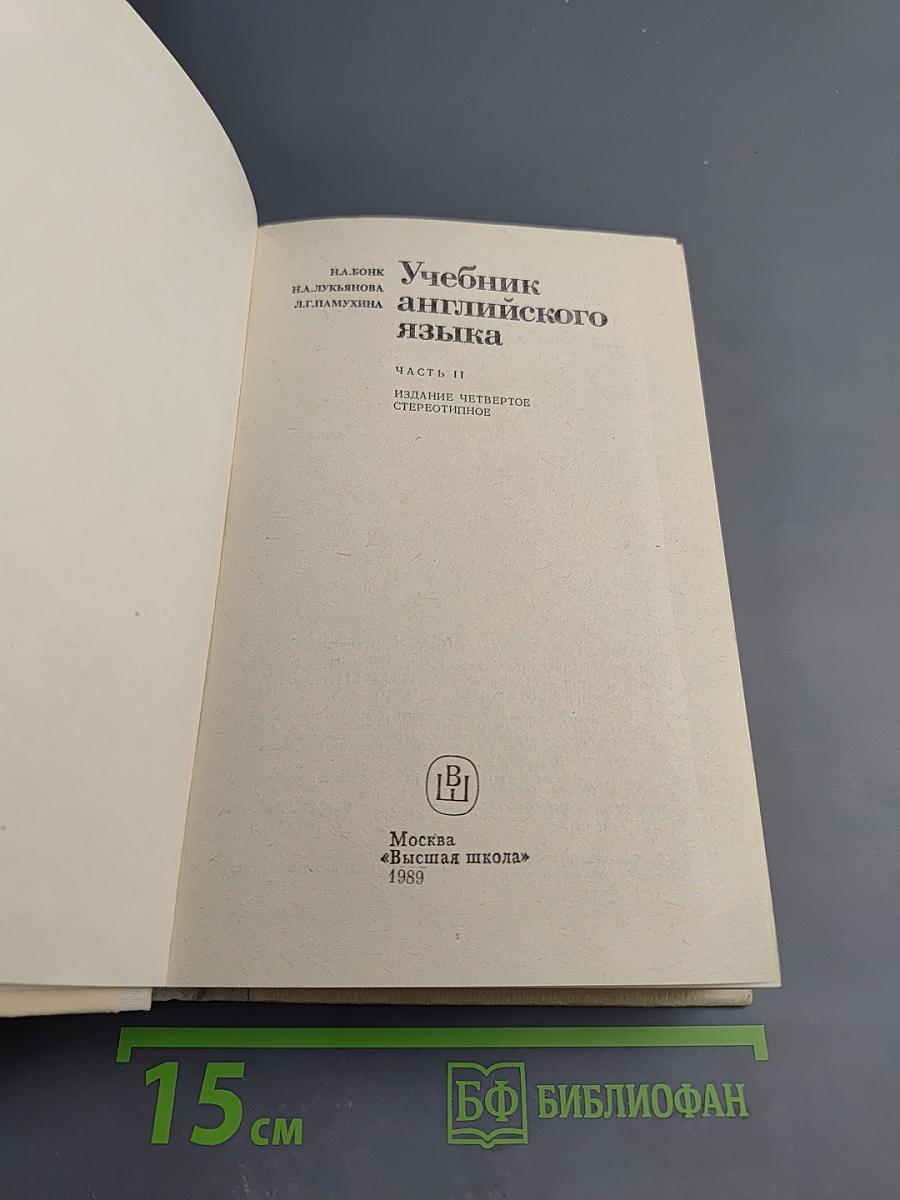 Н.А.БОНК
Н.А.ЛУКЬЯНОВА
Л.Г.ПАМУХИНА
Учебник
английского
языка
ЧАСТЬ II
ИЗДАНИЕ ЧЕТВЕРТОЕ
СТЕРЕОТИПНОЕ
ВШ
Москва
«Высшая школа»
1989
15 см
БФ БИБЛИОФАН